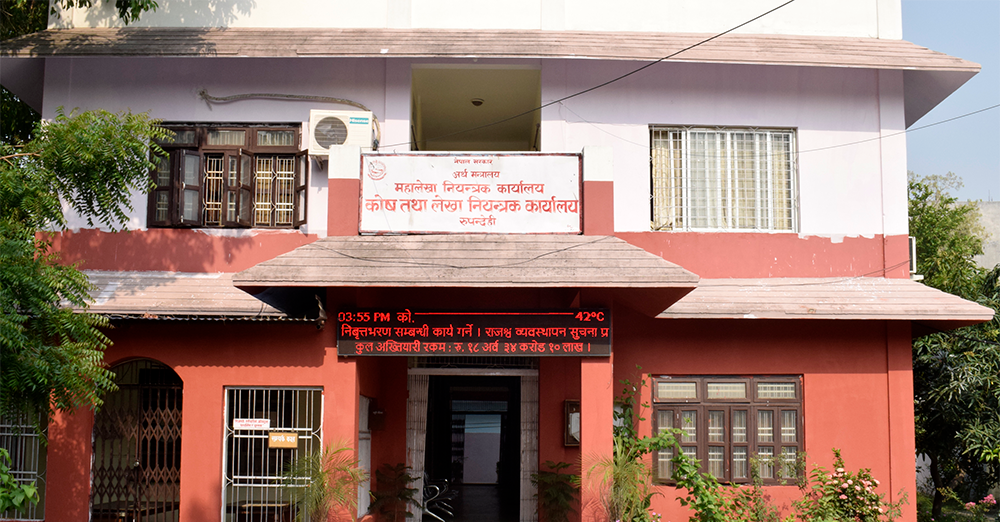 नेपाल सरकार
अर्थ मन्त्रालय
महालेखा नियन्त्रक कार्यालय
कोष तथा लेखा नियन्त्रक कार्यालय
रुपन्देही
03:55 PM को. 42°C
निबृत्तभरण सम्बन्धी कार्य गर्ने । राजश्व व्यवस्थापन सुचना प्र
कुल अख्तियारी रकम : रु. १८ अर्व ३४ करोड १० लाख ।